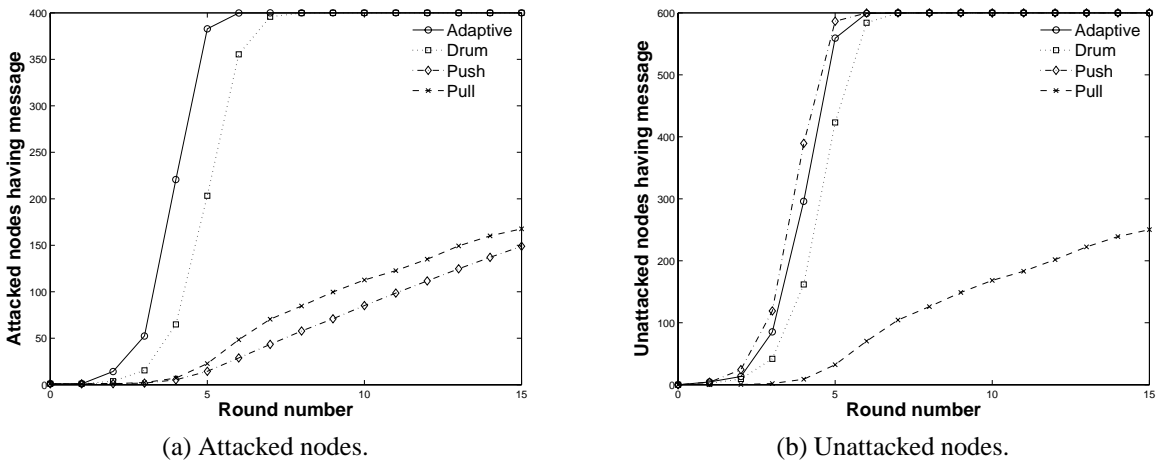 400
350
300
250
200
150
100
50
0
Attacked nodes having message
Adaptive
Drum
Push
Pull
0 5 10 15
Round number
(a) Attacked nodes.
600
500
400
300
200
100
0
Unattacked nodes having message
Adaptive
Drum
Push
Pull
0 5 10 15
Round number
(b) Unattacked nodes.